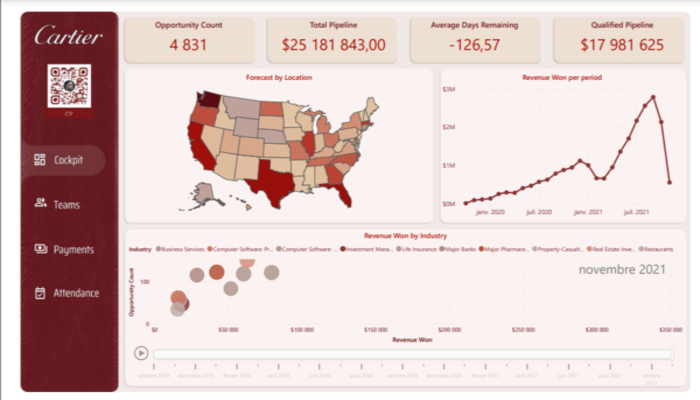 Cartier
CV
Cockpit
Teams
Payments
Attendance
Opportunity Count
4 831
Total Pipeline
$25 181 843,00
Average Days Remaining
-126,57
Qualified Pipeline
$17 981 625
Forecast by Location
Revenue Won per period
$3M
$2M
$1M
$0M
janv. 2020
juil. 2020
janv. 2021
juil. 2021
Revenue Won by Industry
Industry
Business Services
Computer Software: Pr...
Computer Software: ...
Investment Mana...
Life Insurance
Major Banks
Major Pharmace...
Property-Casualt...
Real Estate Inve...
Restaurants
novembre 2021
Opportunity Count
100
0
$0
$50 000
$100 000
$150 000
$200 000
$250 000
$300 000
$350 000
Revenue Won